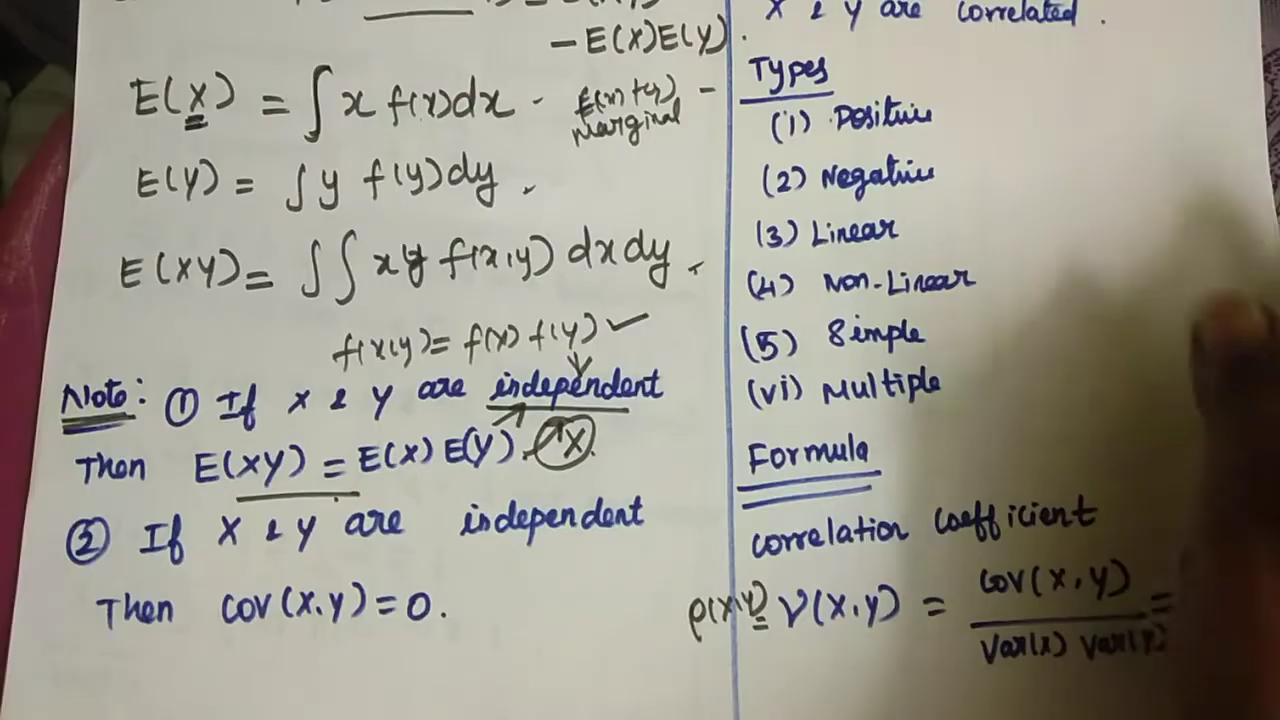 − E(X)E(Y).
E(X) = ∫ x f(x)dx .
marginal
E(Y) = ∫ y f(y)dy .
E(XY) = ∫∫ xy f(x,y) dx dy .
f(x,y) = f(x) f(y) ✓
Note: ① If X & Y are independent
Then E(XY) = E(X) E(Y).
② If X & Y are independent
Then cov(X,Y) = 0.
X & Y are correlated.
Types
(1) Positive
(2) Negative
(3) Linear
(4) Non-Linear
(5) Simple
(vi) Multiple
Formula
correlation coefficient
ρ(X,Y) = γ(X,Y) = cov(X,Y) / Var(X) Var(Y) =